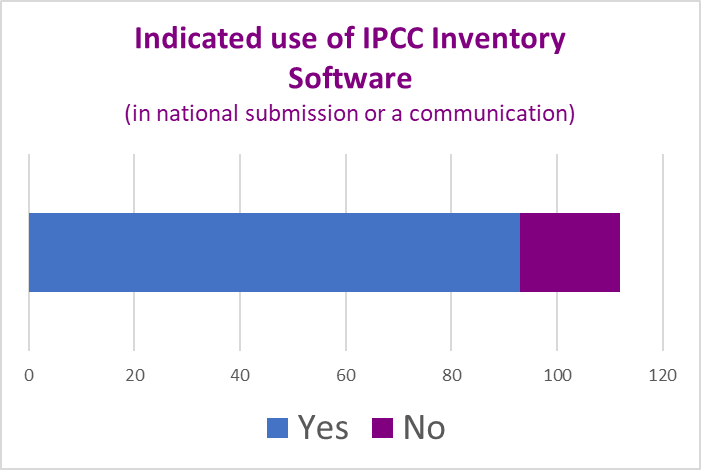 Indicated use of IPCC Inventory
Software
(in national submission or a communication)
0 20 40 60 80 100 120
Yes No